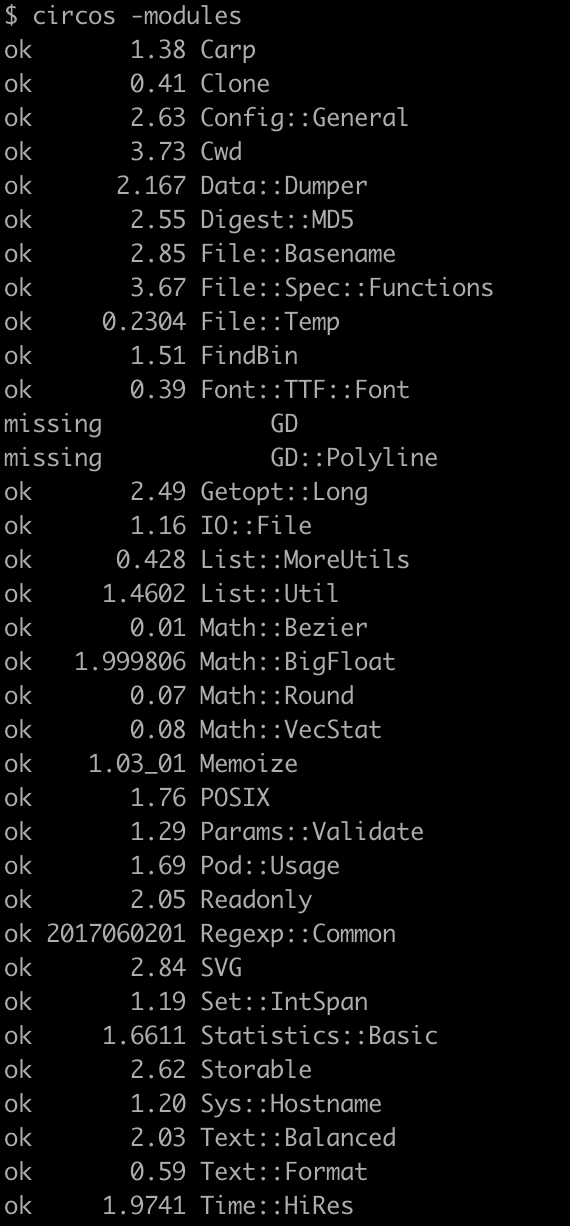 $ circos -modules
ok       1.38 Carp
ok       0.41 Clone
ok       2.63 Config::General
ok       3.73 Cwd
ok      2.167 Data::Dumper
ok       2.55 Digest::MD5
ok       2.85 File::Basename
ok       3.67 File::Spec::Functions
ok     0.2304 File::Temp
ok       1.51 FindBin
ok       0.39 Font::TTF::Font
missing            GD
missing            GD::Polyline
ok       2.49 Getopt::Long
ok       1.16 IO::File
ok      0.428 List::MoreUtils
ok     1.4602 List::Util
ok       0.01 Math::Bezier
ok   1.999806 Math::BigFloat
ok       0.07 Math::Round
ok       0.08 Math::VecStat
ok    1.03_01 Memoize
ok       1.76 POSIX
ok       1.29 Params::Validate
ok       1.69 Pod::Usage
ok       2.05 Readonly
ok 2017060201 Regexp::Common
ok       2.84 SVG
ok       1.19 Set::IntSpan
ok     1.6611 Statistics::Basic
ok       2.62 Storable
ok       1.20 Sys::Hostname
ok       2.03 Text::Balanced
ok       0.59 Text::Format
ok     1.9741 Time::HiRes